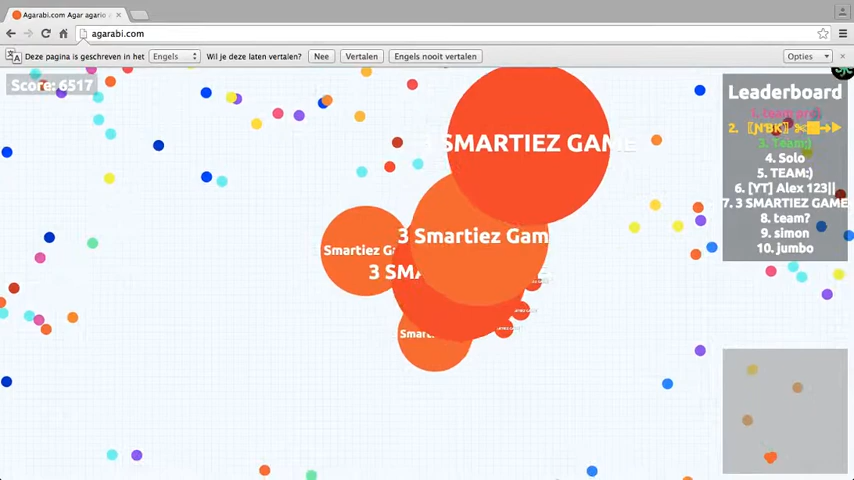 Agarabi.com Agar agario
agarabi.com
Deze pagina is geschreven in het Engels Wil je deze laten vertalen? Nee Vertalen Engels nooit vertalen Opties
Score: 6517
Leaderboard
2. 〖N'BK〗
3. Team:)
4. Solo
5. TEAM:)
6. [YT] Alex 123||
7. 3 SMARTIEZ GAME
8. team?
9. simon
10. jumbo
SMARTIEZ GAME
3 Smartiez Gam
Smartiez Ga
3 SMA
Smart